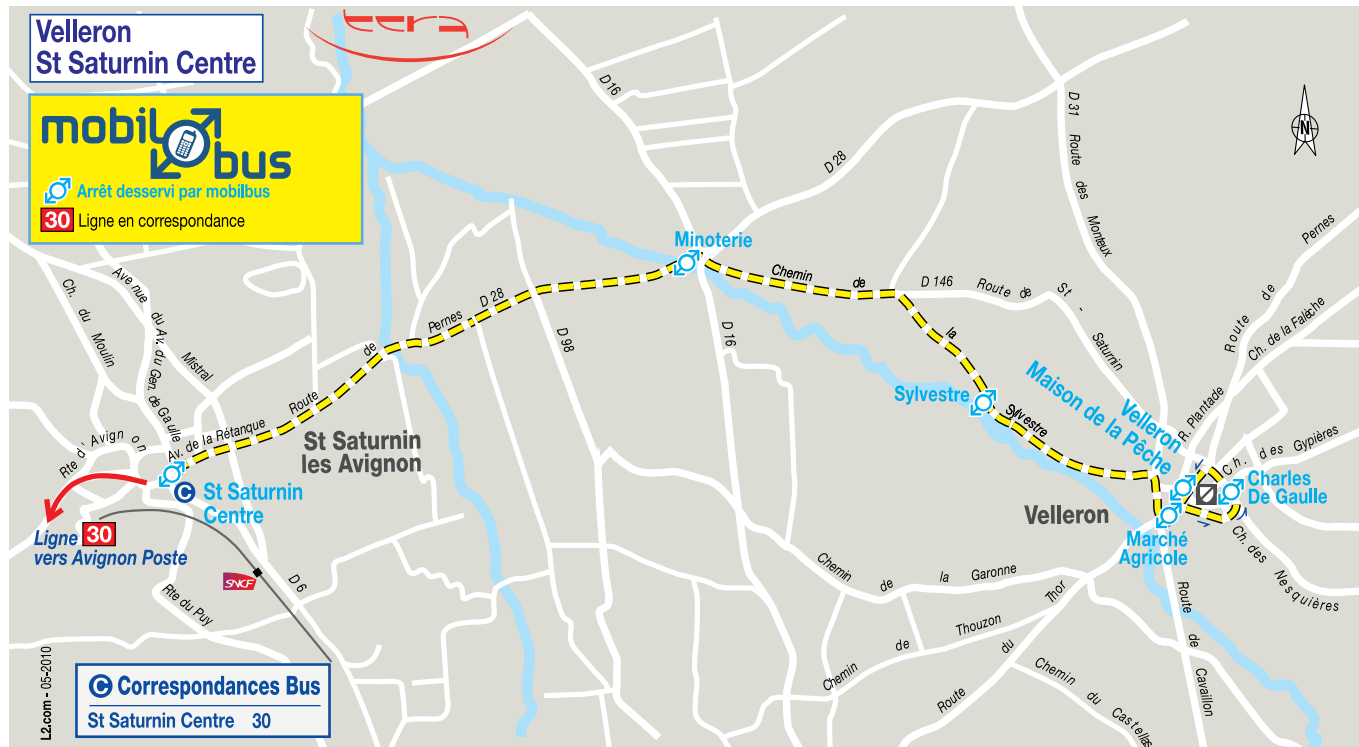 Velleron
St Saturnin Centre
mobil
bus
Arrêt desservi par mobilbus
30 Ligne en correspondance
D 16
D 28
D 31 Route des Monteux
N
Minoterie
Chemin de la Sylvestre
D 146 Route de St - Saturnin
Route de Pernes
Ch. de la Falèche
R. Plantade
Ch. des Gypières
Ch. du Moulin
Avenue du Av. du Gen. de Gaulle
Mistral
Route de Pernes D 28
D 98
D 16
Sylvestre
Velleron
Maison de la Pêche
Charles
De Gaulle
Av. de la Rétanque
Rte d'Avignon
St Saturnin
les Avignon
C St Saturnin
Centre
Velleron
Marché
Agricole
Ch. des Nesquières
Ligne 30
vers Avignon Poste
SNCF
D 6
Rte du Puy
Chemin de la Garonne
Chemin de Thouzon
Route du Thor
Chemin du Castellas
Route de Cavaillon
L2.com - 05-2010
C Correspondances Bus
St Saturnin Centre 30